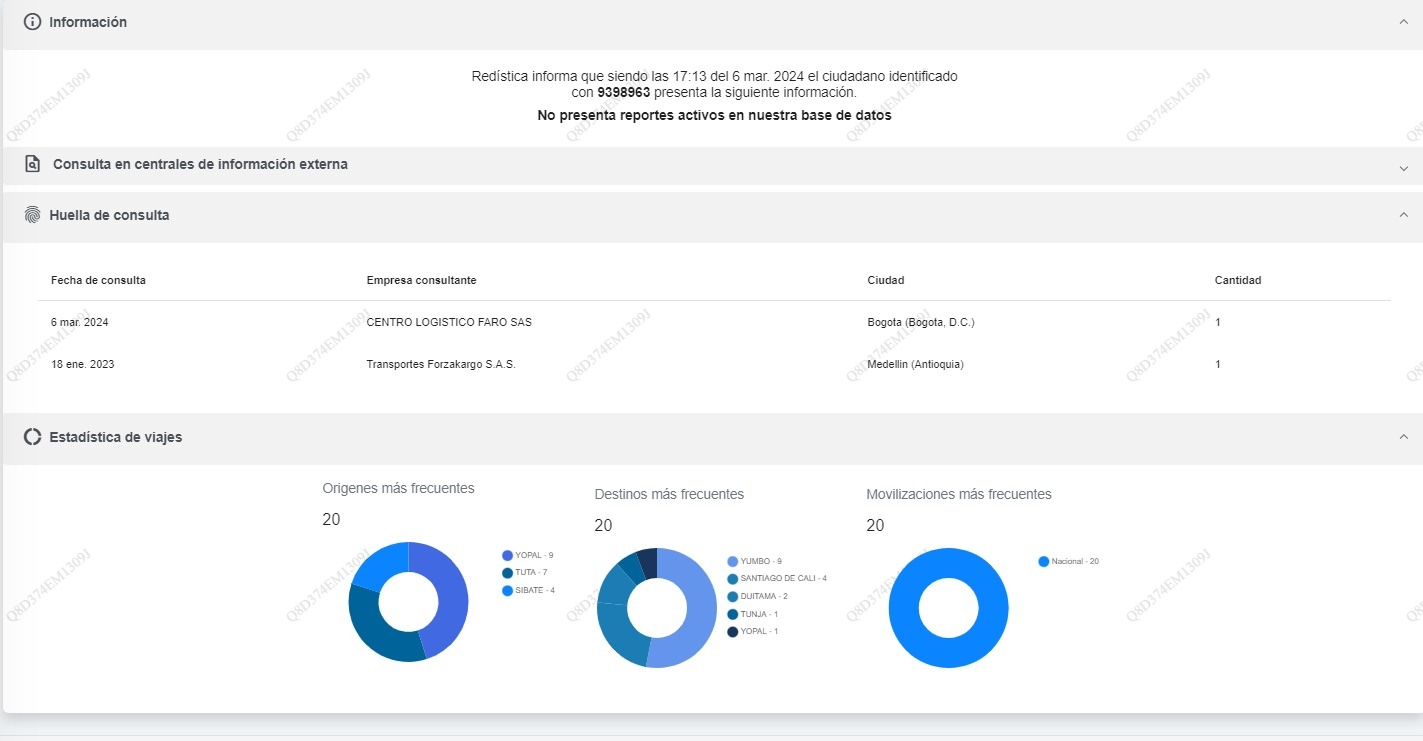 Información
Redística informa que siendo las 17:13 del 6 mar. 2024 el ciudadano identificado
con 9398963 presenta la siguiente información.
No presenta reportes activos en nuestra base de datos
Consulta en centrales de información externa
Huella de consulta
Fecha de consulta Empresa consultante Ciudad Cantidad
6 mar. 2024 CENTRO LOGISTICO FARO SAS Bogota (Bogota, D.C.) 1
18 ene. 2023 Transportes Forzakargo S.A.S. Medellin (Antioquia) 1
Estadística de viajes
Origenes más frecuentes
20
YOPAL - 9
TUTA - 7
SIBATE - 4
Destinos más frecuentes
20
YUMBO - 9
SANTIAGO DE CALI - 4
DUITAMA - 2
TUNJA - 1
YOPAL - 1
Movilizaciones más frecuentes
20
Nacional - 20